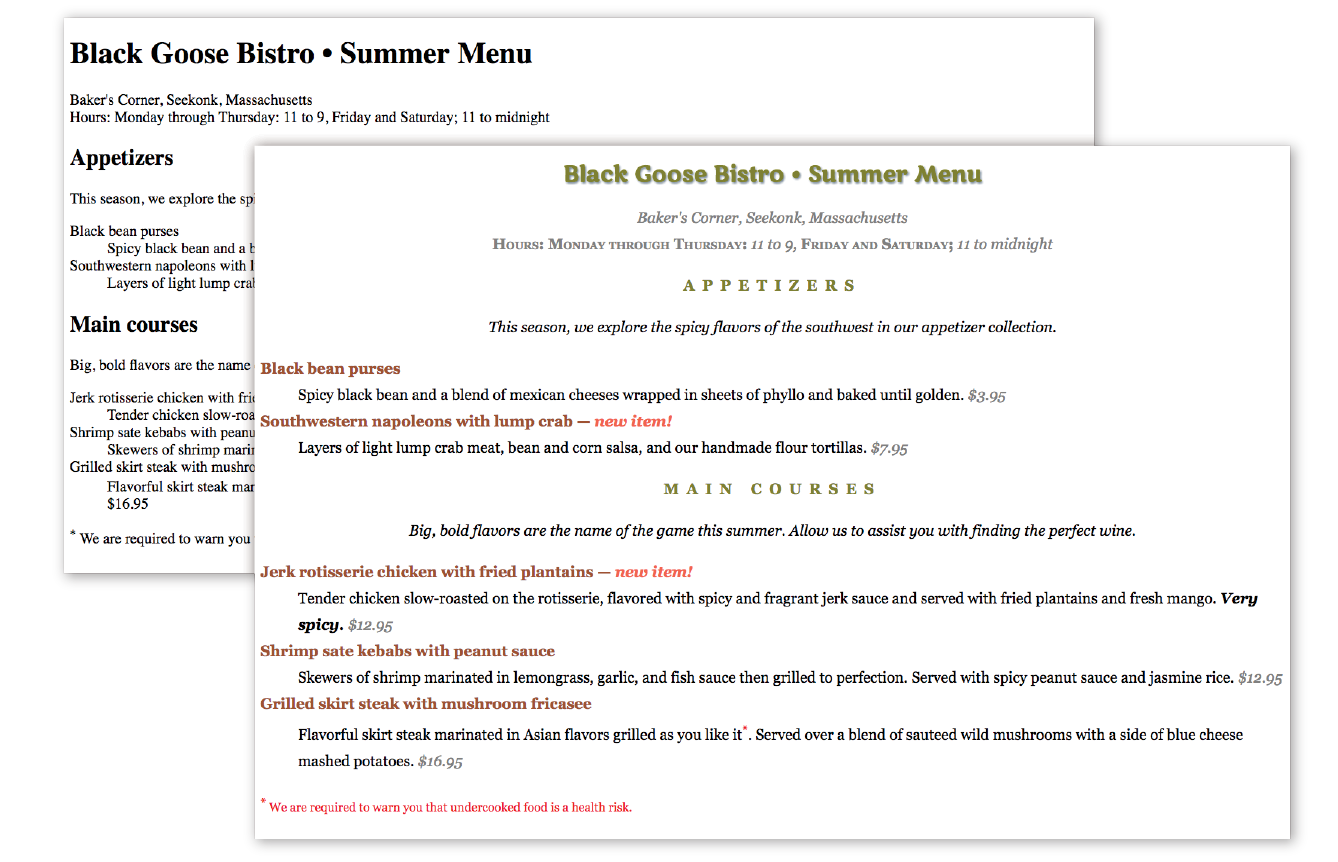 Black Goose Bistro • Summer Menu
Baker's Corner, Seekonk, Massachusetts
Hours: Monday through Thursday: 11 to 9, Friday and Saturday; 11 to midnight
Appetizers
This season, we explore the
Black bean purses
Spicy black bean and a
Southwestern napoleons with
Layers of light lump
Main courses
Big, bold flavors are the name
Jerk rotisserie chicken with
Tender chicken
Shrimp sate kebabs with
Skewers of shrimp
Grilled skirt steak with
Flavorful skirt steak
$16.95
* We are required to warn you
Black Goose Bistro • Summer Menu
Baker's Corner, Seekonk, Massachusetts
Hours: Monday through Thursday: 11 to 9, Friday and Saturday; 11 to midnight
APPETIZERS
This season, we explore the spicy flavors of the southwest in our appetizer collection.
Black bean purses
Spicy black bean and a blend of mexican cheeses wrapped in sheets of phyllo and baked until golden. $3.95
Southwestern napoleons with lump crab — new item!
Layers of light lump crab meat, bean and corn salsa, and our handmade flour tortillas. $7.95
MAIN COURSES
Big, bold flavors are the name of the game this summer. Allow us to assist you with finding the perfect wine.
Jerk rotisserie chicken with fried plantains — new item!
Tender chicken slow-roasted on the rotisserie, flavored with spicy and fragrant jerk sauce and served with fried plantains and fresh mango. Very
spicy. $12.95
Shrimp sate kebabs with peanut sauce
Skewers of shrimp marinated in lemongrass, garlic, and fish sauce then grilled to perfection. Served with spicy peanut sauce and jasmine rice. $12.95
Grilled skirt steak with mushroom fricasee
Flavorful skirt steak marinated in Asian flavors grilled as you like it*. Served over a blend of sauteed wild mushrooms with a side of blue cheese
mashed potatoes. $16.95
* We are required to warn you that undercooked food is a health risk.